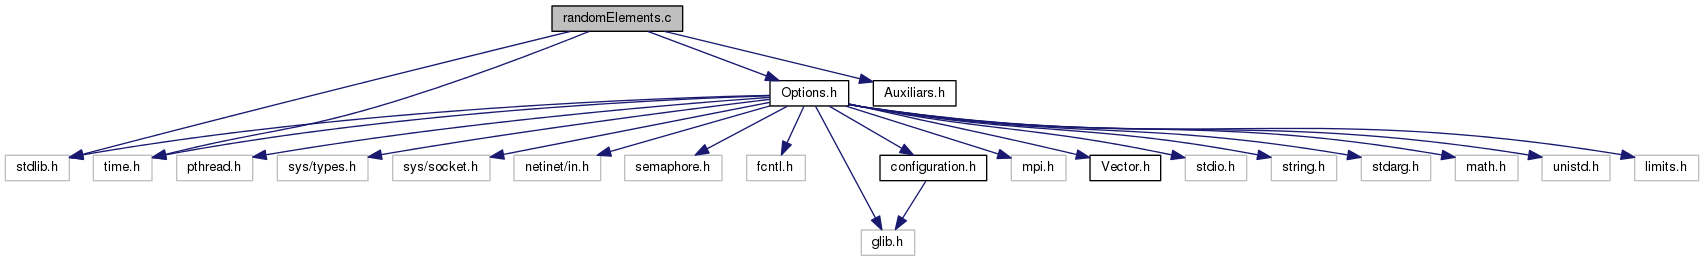 randomElements.c
Options.h
Auxiliars.h
stdlib.h
time.h
pthread.h
sys/types.h
sys/socket.h
netinet/in.h
semaphore.h
fcntl.h
configuration.h
mpi.h
Vector.h
stdio.h
string.h
stdarg.h
math.h
unistd.h
limits.h
glib.h